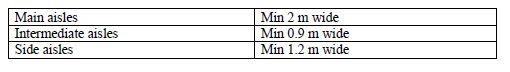 Main aisles Min 2 m wide
Intermediate aisles Min 0.9 m wide
Side aisles Min 1.2 m wide